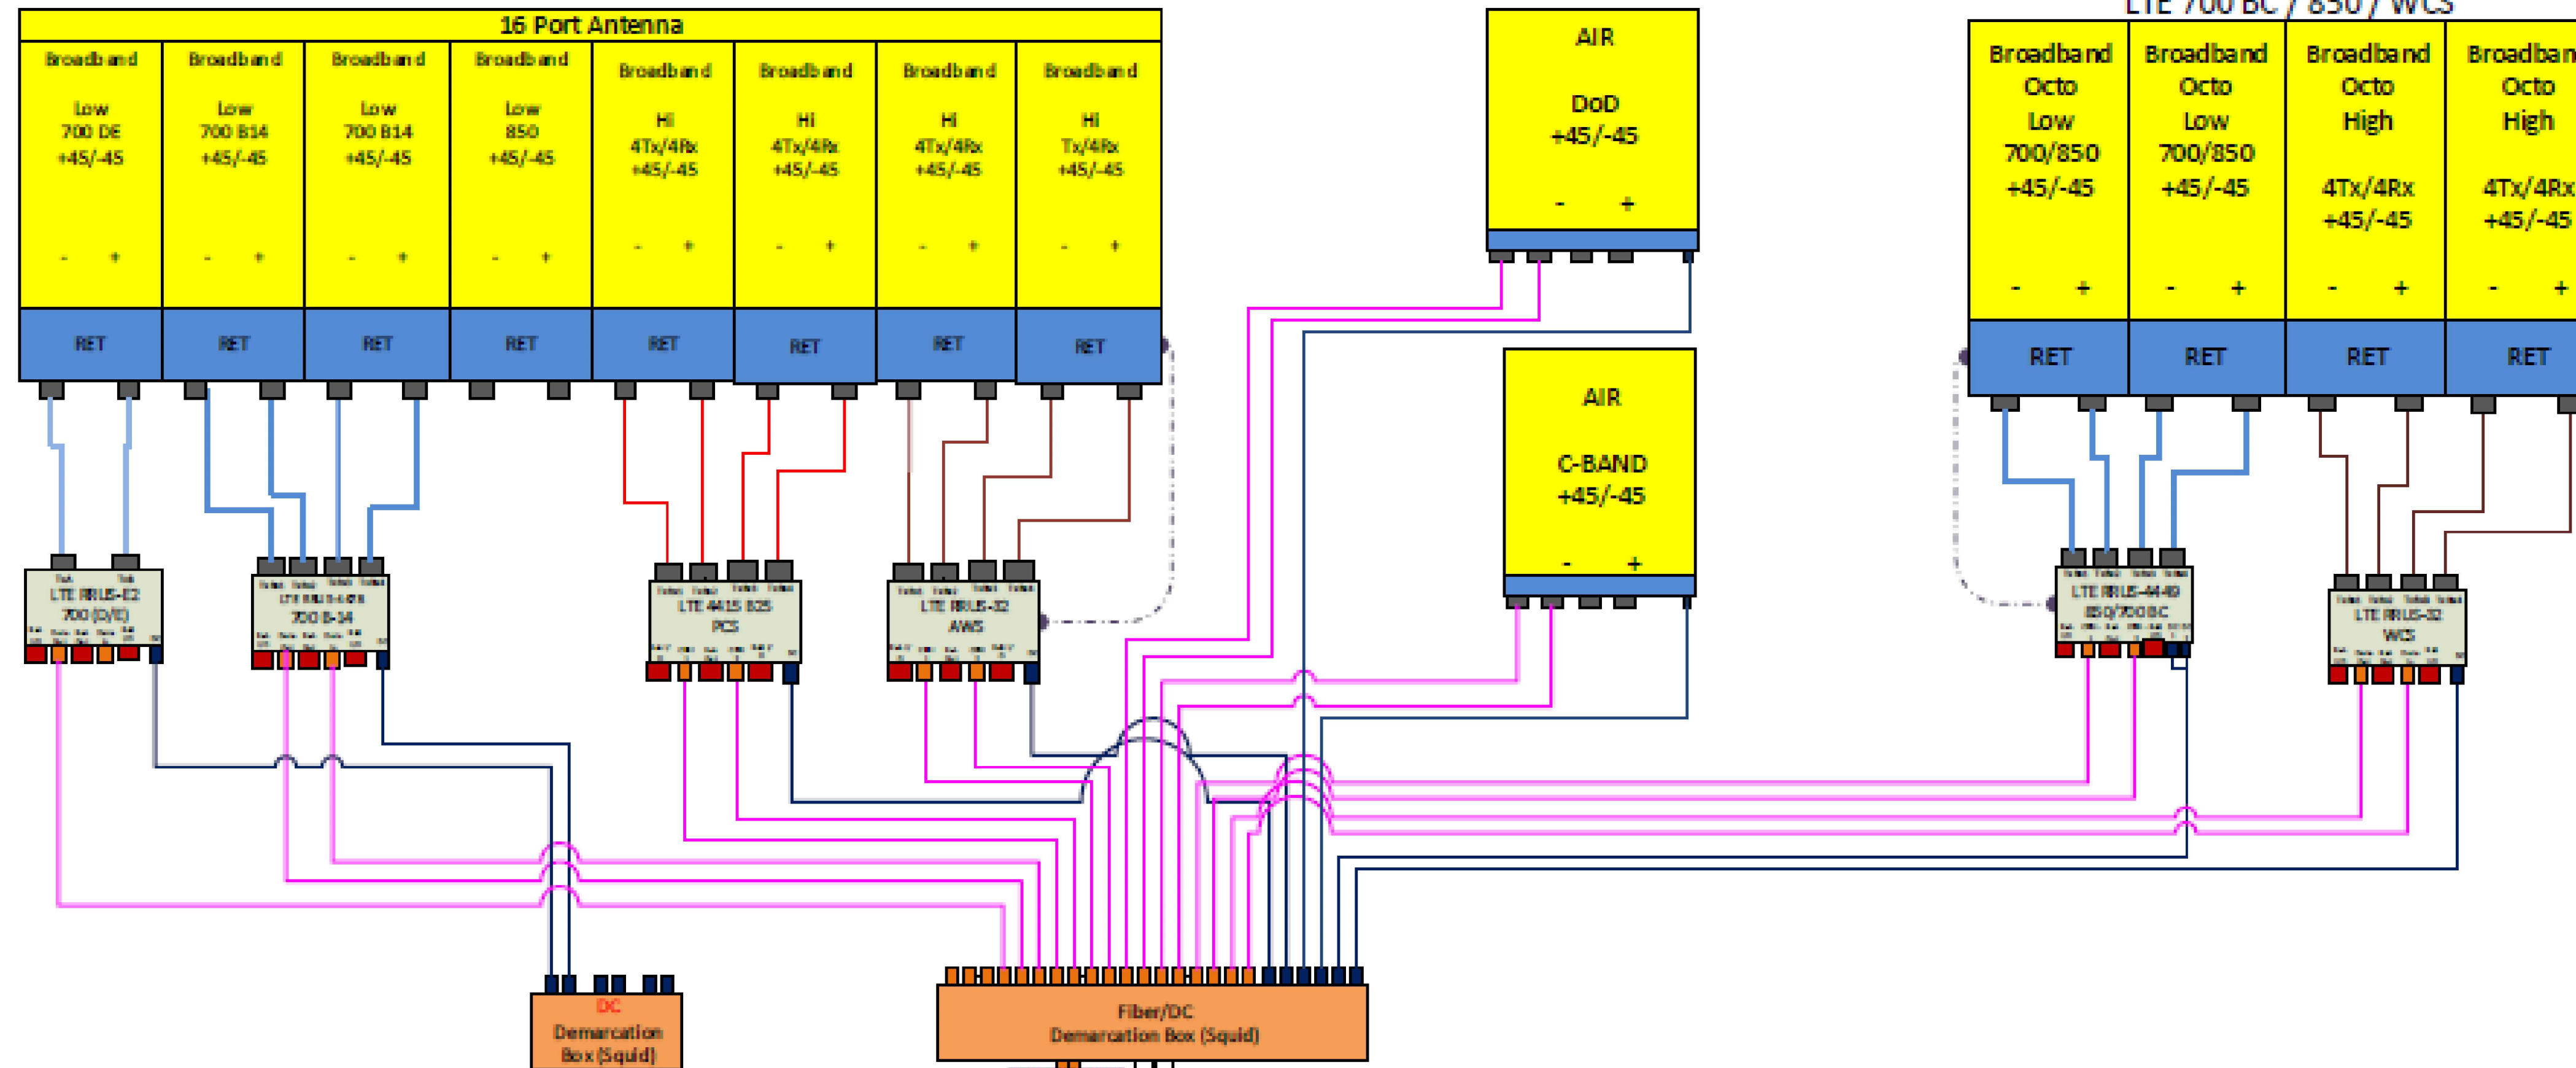 16 Port Antenna
Broadband
Low
700 DE
+45/-45
- +
RET
Broadband
Low
700 B14
+45/-45
- +
RET
Broadband
Low
700 B14
+45/-45
- +
RET
Broadband
Low
850
+45/-45
- +
RET
Broadband
Hi
4Tx/4Rx
+45/-45
- +
RET
Broadband
Hi
4Tx/4Rx
+45/-45
- +
RET
Broadband
Hi
4Tx/4Rx
+45/-45
- +
RET
Broadband
Hi
Tx/4Rx
+45/-45
- +
RET
AIR
DoD
+45/-45
- +
AIR
C-BAND
+45/-45
- +
LTE 700 BC / 850 / WCS
Broadband
Octo
Low
700/850
+45/-45
- +
RET
Broadband
Octo
Low
700/850
+45/-45
- +
RET
Broadband
Octo
High
4Tx/4Rx
+45/-45
- +
RET
Broadban
Octo
High
4Tx/4Rx
+45/-45
- +
RET
LTE RRUS-E2
700 (D/E)
700 B-14
LTE 4415 B25
PCS
LTE RRUS-32
AWS
LTE RRUS-4449
850/700 BC
LTE RRUS-32
WCS
DC
Demarcation
Box (Squid)
Fiber/DC
Demarcation Box (Squid)